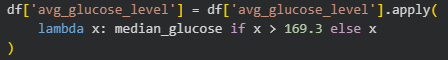 df['avg_glucose_level'] = df['avg_glucose_level'].apply(
    lambda x: median_glucose if x > 169.3 else x
)